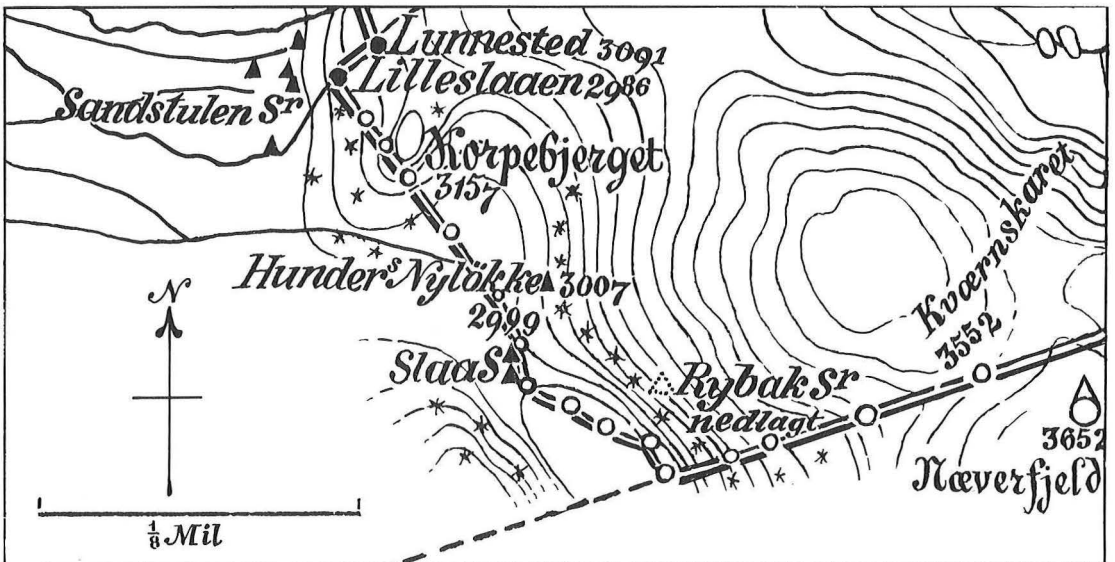 Lunnested 3091
Lilleslaaen 2986
Sandstulen Sr
Korpebjerget
3157
Hunders Nylökke 3007
2999
Slaa S
Rybak Sr
nedlagt
Kværnskaret
3552
3652
Næverfjeld
N
1/8 Mil